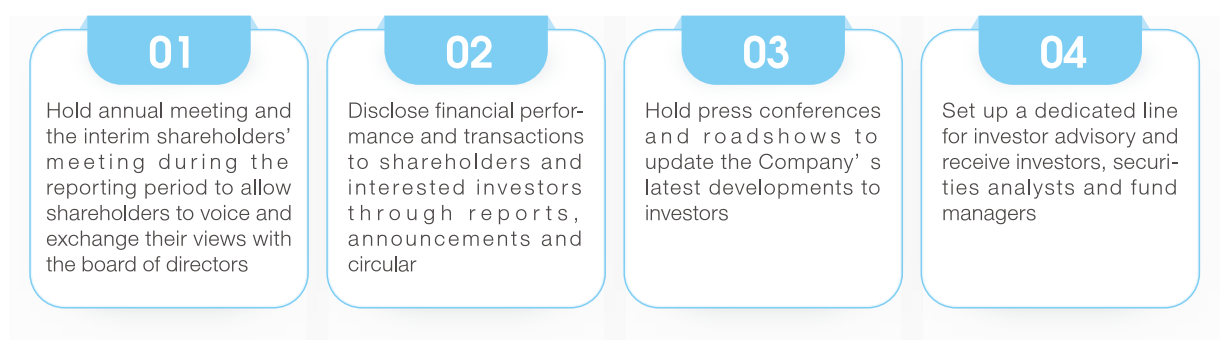 01
Hold annual meeting and
the interim shareholders’
meeting during the
reporting period to allow
shareholders to voice and
exchange their views with
the board of directors
02
Disclose financial perfor-
mance and transactions
to shareholders and
interested investors
through reports,
announcements and
circular
03
Hold press conferences
and roadshows to
update the Company’ s
latest developments to
investors
04
Set up a dedicated line
for investor advisory and
receive investors, securi-
ties analysts and fund
managers